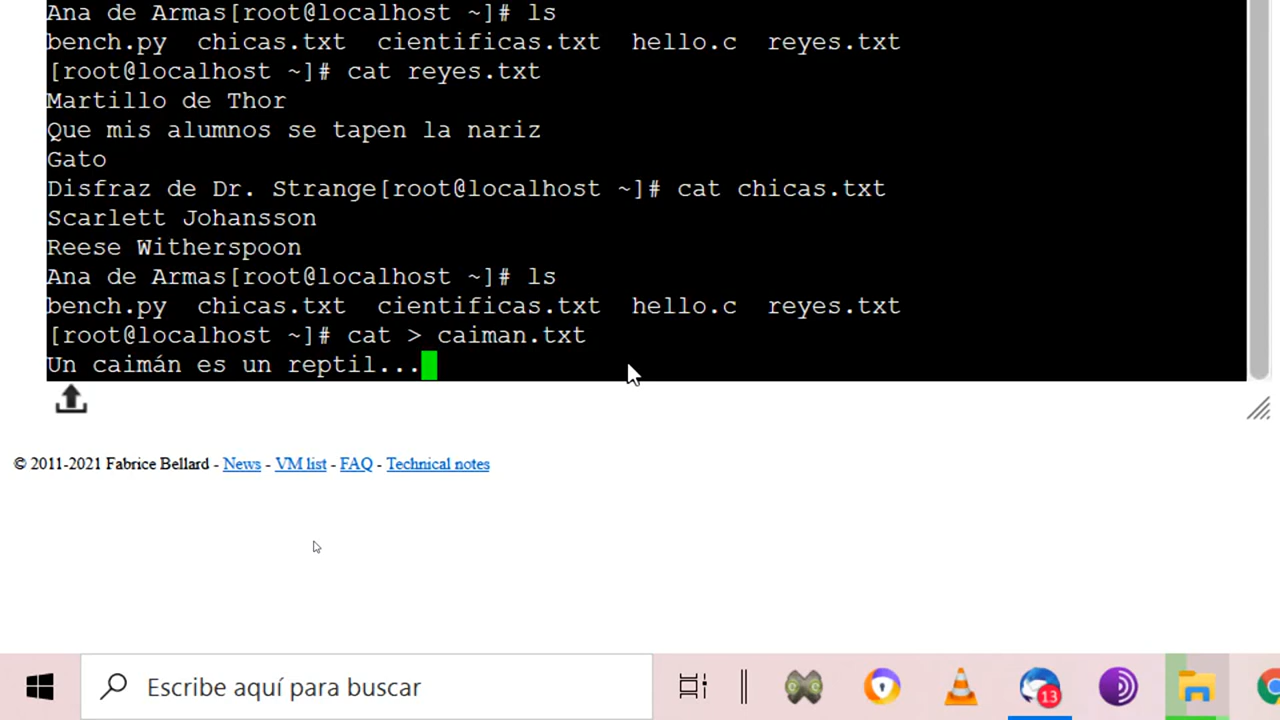 Ana de Armas[root@localhost ~]# ls
bench.py  chicas.txt  cientificas.txt  hello.c  reyes.txt
[root@localhost ~]# cat reyes.txt
Martillo de Thor
Que mis alumnos se tapen la nariz
Gato
Disfraz de Dr. Strange[root@localhost ~]# cat chicas.txt
Scarlett Johansson
Reese Witherspoon
Ana de Armas[root@localhost ~]# ls
bench.py  chicas.txt  cientificas.txt  hello.c  reyes.txt
[root@localhost ~]# cat > caiman.txt
Un caimán es un reptil...
© 2011-2021 Fabrice Bellard - News - VM list - FAQ - Technical notes
Escribe aquí para buscar
13